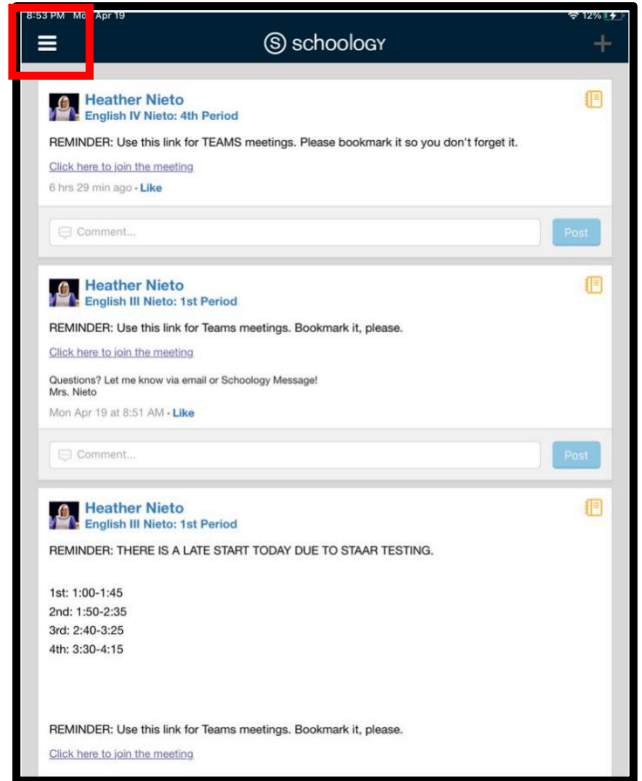 8:53 PM Mon Apr 19 12%
S schoology
Heather Nieto
English IV Nieto: 4th Period
REMINDER: Use this link for TEAMS meetings. Please bookmark it so you don't forget it.
Click here to join the meeting
6 hrs 29 min ago · Like
Comment... Post
Heather Nieto
English III Nieto: 1st Period
REMINDER: Use this link for Teams meetings. Bookmark it, please.
Click here to join the meeting
Questions? Let me know via email or Schoology Message!
Mrs. Nieto
Mon Apr 19 at 8:51 AM · Like
Comment... Post
Heather Nieto
English III Nieto: 1st Period
REMINDER: THERE IS A LATE START TODAY DUE TO STAAR TESTING.
1st: 1:00-1:45
2nd: 1:50-2:35
3rd: 2:40-3:25
4th: 3:30-4:15
REMINDER: Use this link for Teams meetings. Bookmark it, please.
Click here to join the meeting